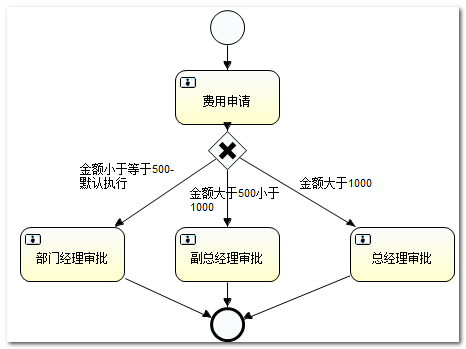 费用申请
金额小于等于500-
默认执行
金额大于500小于
1000
金额大于1000
部门经理审批
副总经理审批
总经理审批